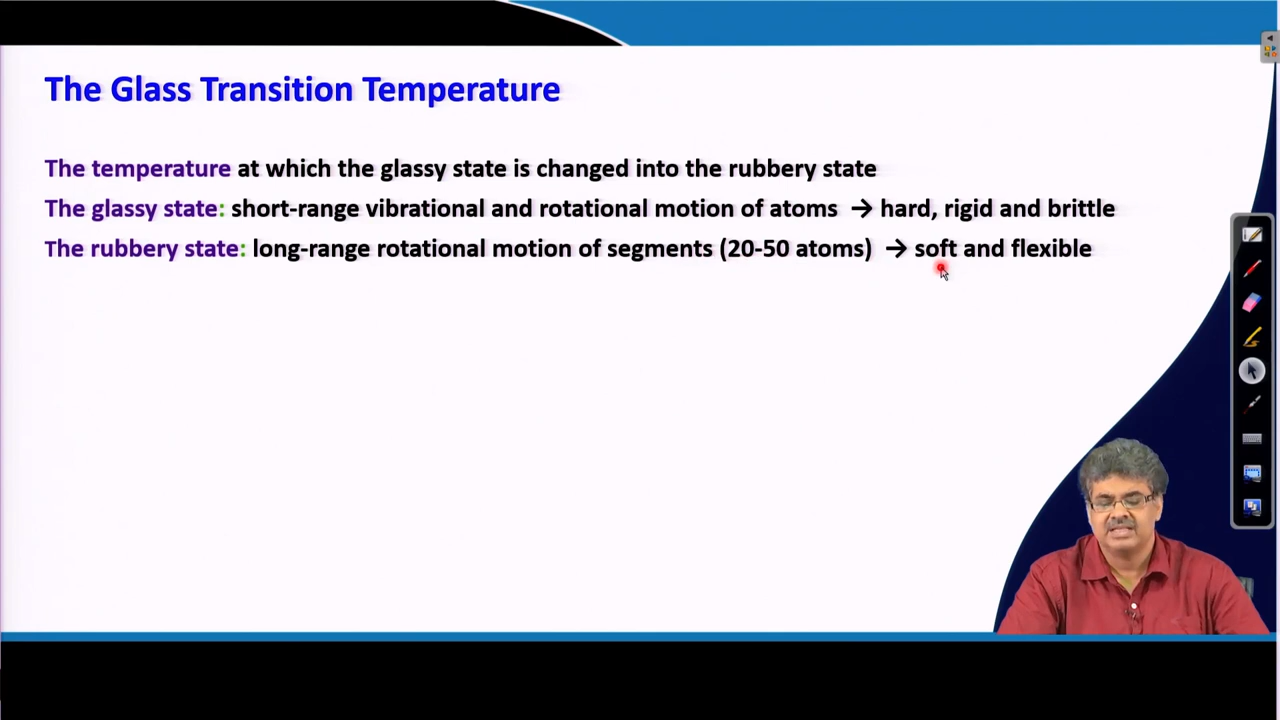 The Glass Transition Temperature
The temperature at which the glassy state is changed into the rubbery state
The glassy state: short-range vibrational and rotational motion of atoms → hard, rigid and brittle
The rubbery state: long-range rotational motion of segments (20-50 atoms) → soft and flexible